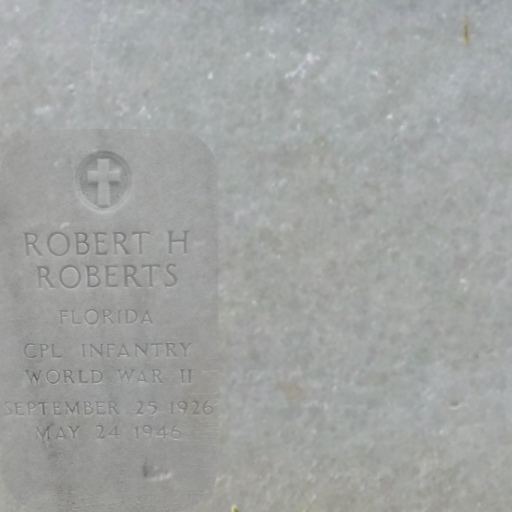 ROBERT H
ROBERTS
FLORIDA
CPL INFANTRY
WORLD WAR II
SEPTEMBER 25 1926
MAY 24 1946